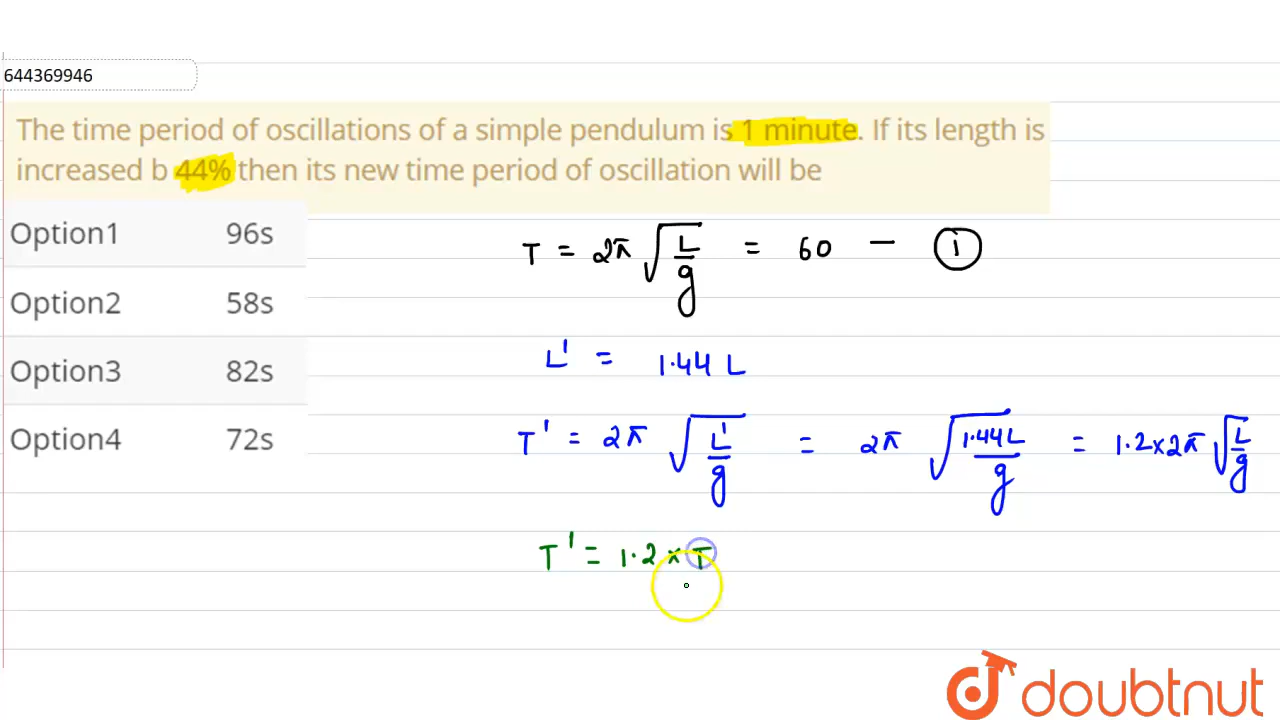 644369946
The time period of oscillations of a simple pendulum is 1 minute. If its length is
increased b 44% then its new time period of oscillation will be
Option1 96s
Option2 58s
Option3 82s
Option4 72s
T = 2π √(L/g) = 60 — ①
L' = 1.44 L
T' = 2π √(L'/g) = 2π √(1.44L/g) = 1.2×2π √(L/g)
T' = 1.2 × T
doubtnut